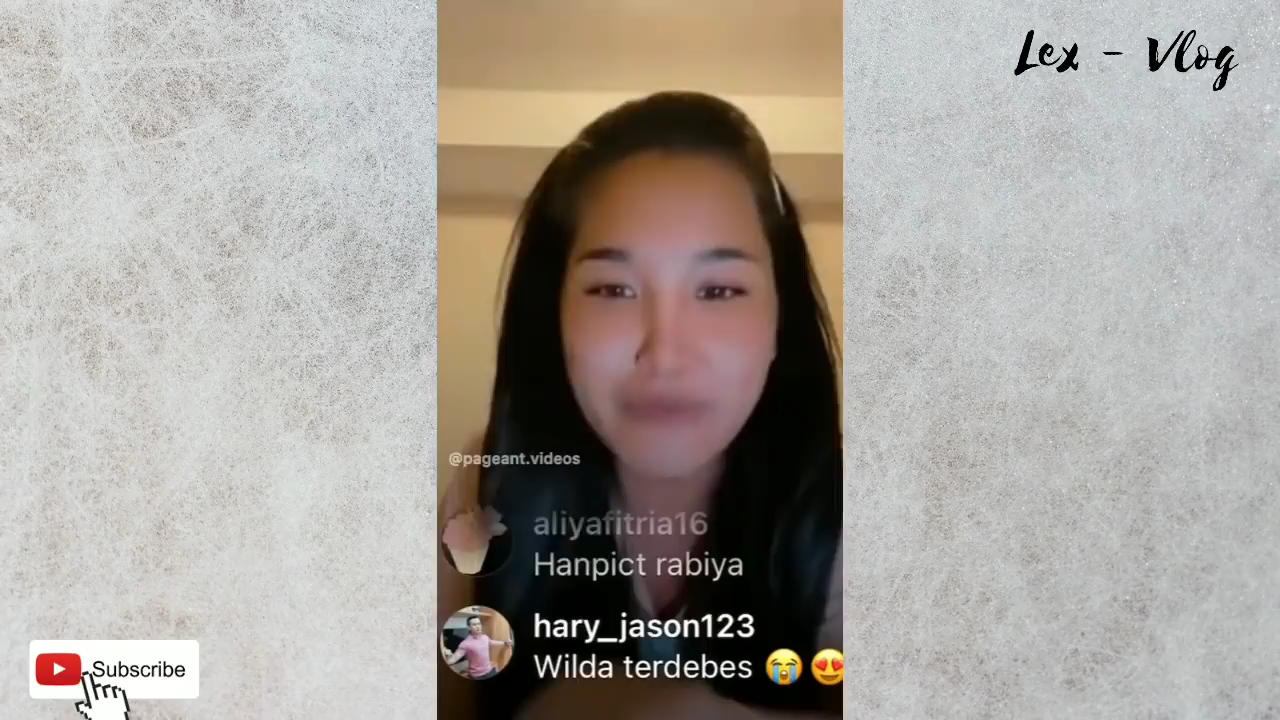 Lex - Vlog
@pageant.videos
aliyafitria16
Hanpict rabiya
hary_jason123
Wilda terdebes 😭😍
Subscribe